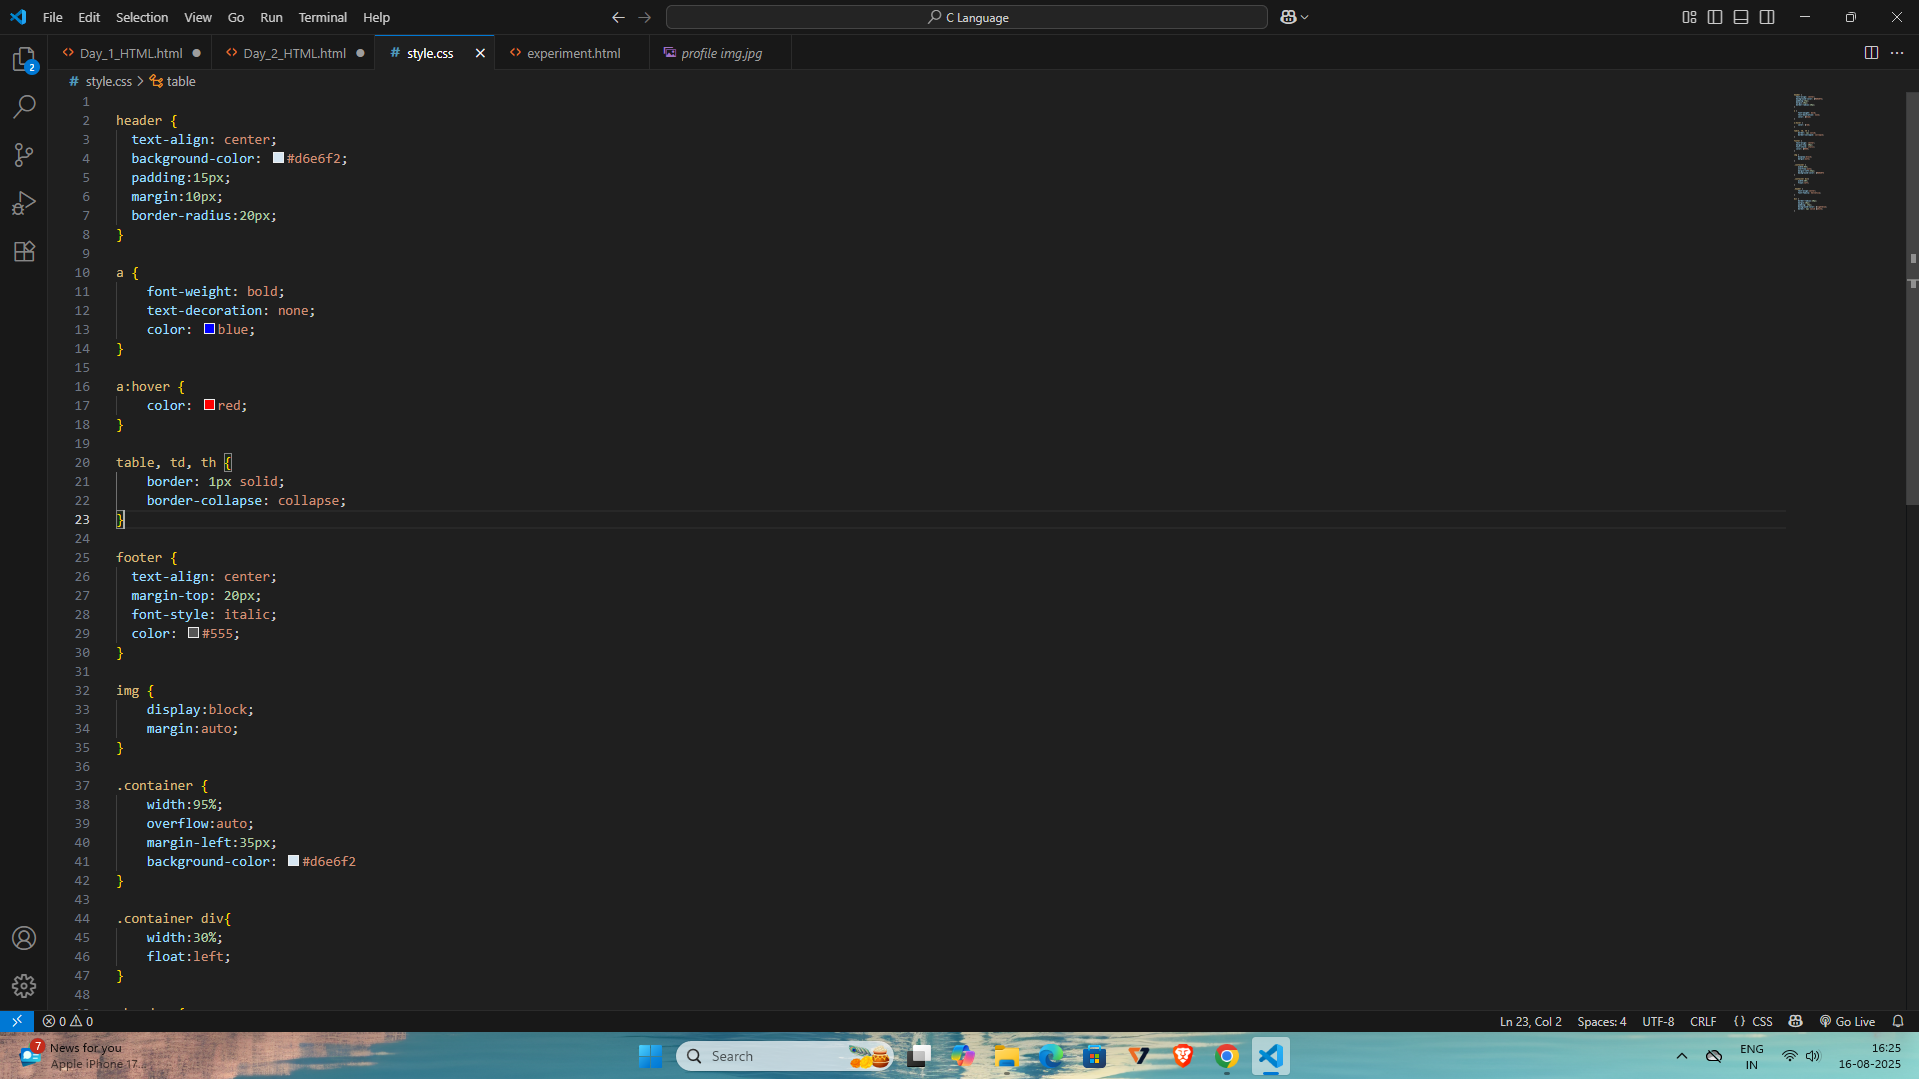 File Edit Selection View Go Run Terminal Help
C Language
Day_1_HTML.html Day_2_HTML.html # style.css experiment.html profile img.jpg
2
# style.css > table
1
2 header {
3 text-align: center;
4 background-color: #d6e6f2;
5 padding:15px;
6 margin:10px;
7 border-radius:20px;
8 }
9
10 a {
11 font-weight: bold;
12 text-decoration: none;
13 color: blue;
14 }
15
16 a:hover {
17 color: red;
18 }
19
20 table, td, th {
21 border: 1px solid;
22 border-collapse: collapse;
23 }
24
25 footer {
26 text-align: center;
27 margin-top: 20px;
28 font-style: italic;
29 color: #555;
30 }
31
32 img {
33 display:block;
34 margin:auto;
35 }
36
37 .container {
38 width:95%;
39 overflow:auto;
40 margin-left:35px;
41 background-color: #d6e6f2
42 }
43
44 .container div{
45 width:30%;
46 float:left;
47 }
48
0 0 Ln 23, Col 2 Spaces: 4 UTF-8 CRLF {} CSS Go Live
7 News for you
Apple iPhone 17...
Search
ENG
IN
16:25
16-08-2025